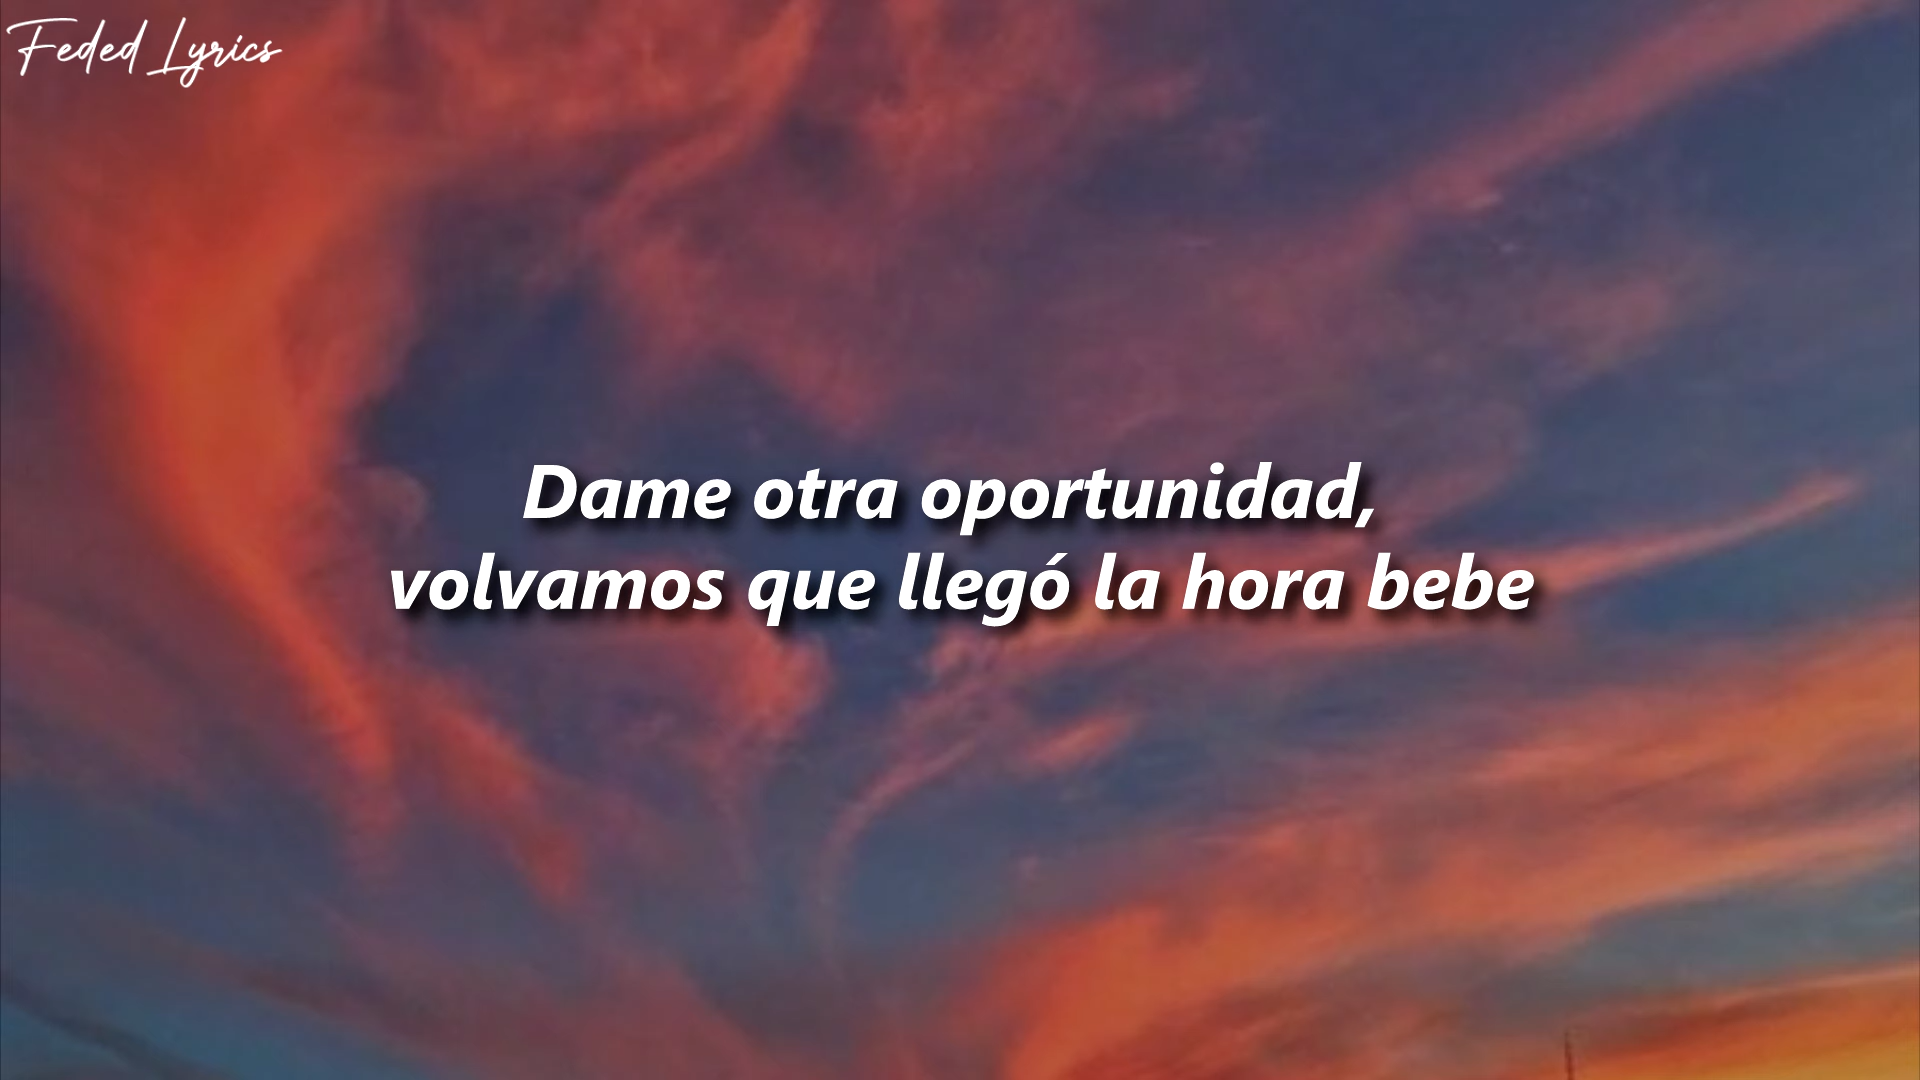 Feded Lyrics
Dame otra oportunidad,
volvamos que llegó la hora bebe